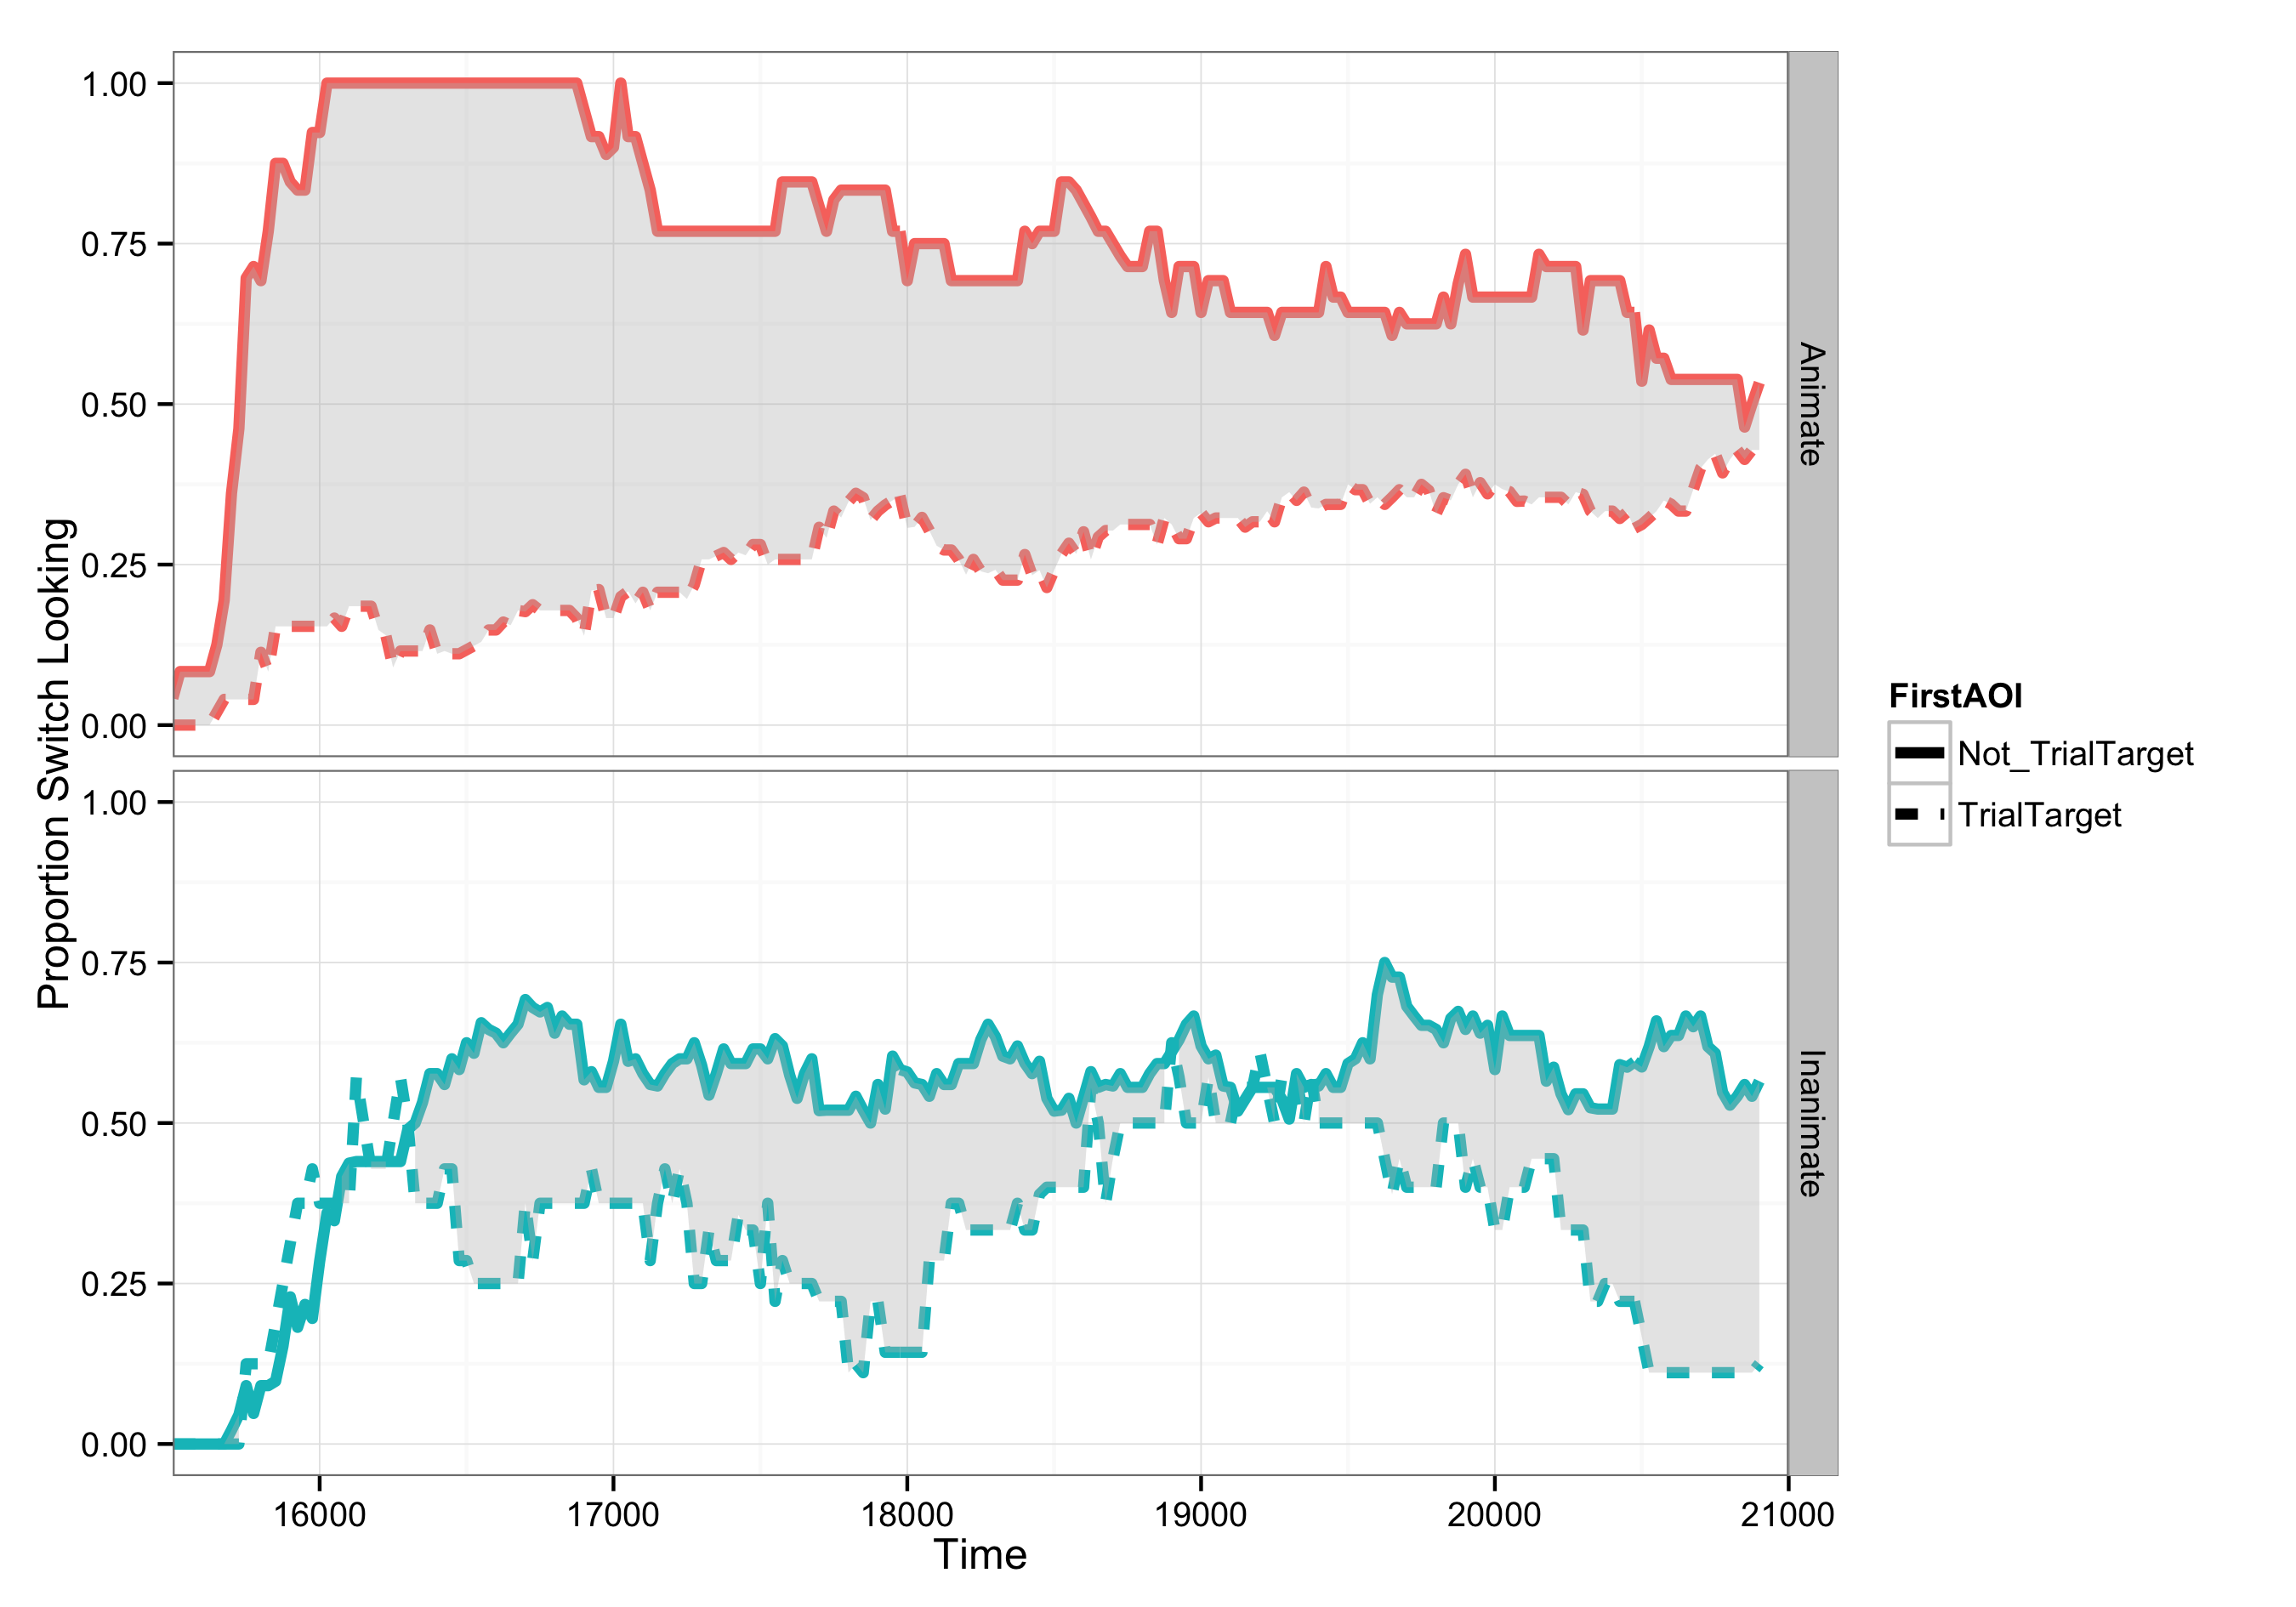 Proportion Switch Looking
1.00
0.75
0.50
0.25
0.00
Animate
1.00
0.75
0.50
0.25
0.00
Inanimate
16000 17000 18000 19000 20000 21000
Time
FirstAOI
Not_TrialTarget
TrialTarget